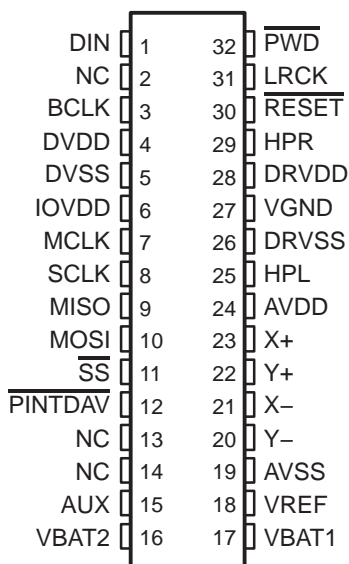 DIN 1 32 PWD
NC 2 31 LRCK
BCLK 3 30 RESET
DVDD 4 29 HPR
DVSS 5 28 DRVDD
IOVDD 6 27 VGND
MCLK 7 26 DRVSS
SCLK 8 25 HPL
MISO 9 24 AVDD
MOSI 10 23 X+
SS 11 22 Y+
PINTDAV 12 21 X−
NC 13 20 Y−
NC 14 19 AVSS
AUX 15 18 VREF
VBAT2 16 17 VBAT1